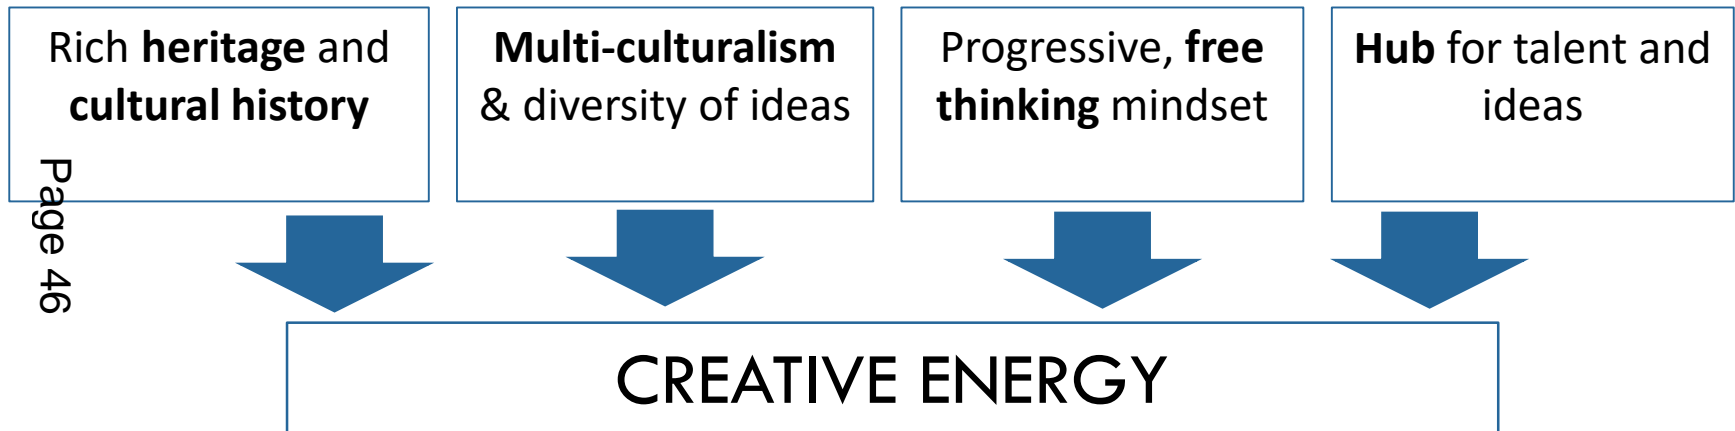 Rich heritage and
cultural history
Multi-culturalism
& diversity of ideas
Progressive, free
thinking mindset
Hub for talent and
ideas
Page 46
CREATIVE ENERGY